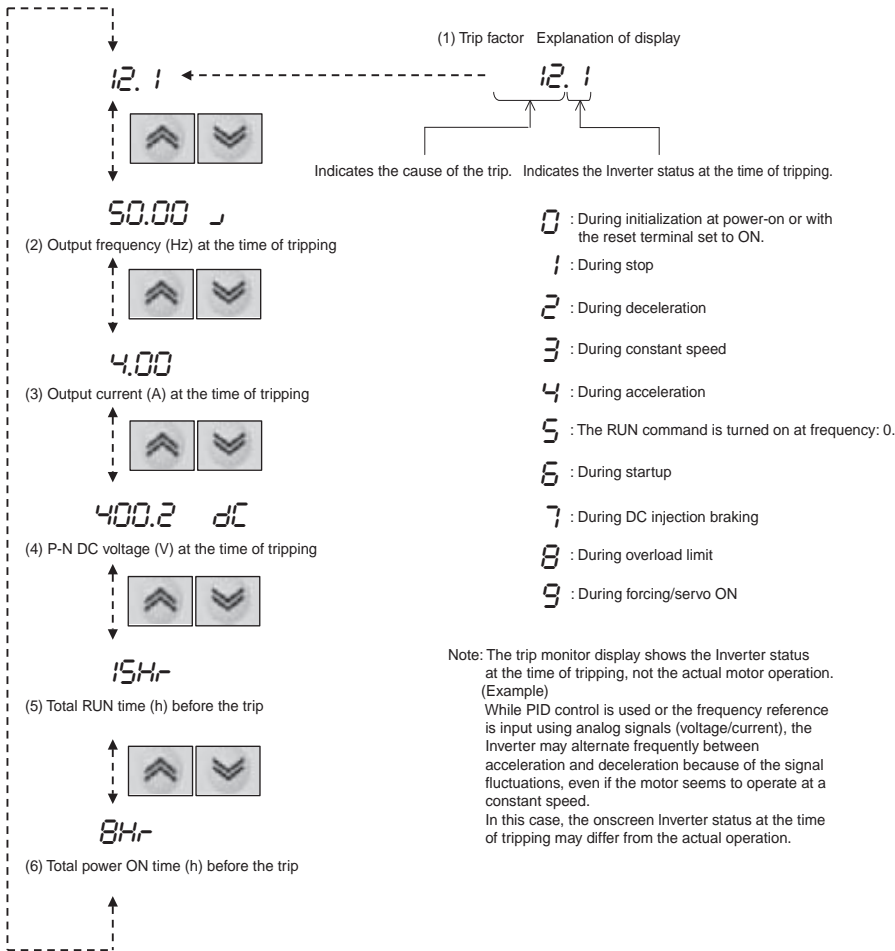 (1) Trip factor Explanation of display
12.1
12.1
Indicates the cause of the trip. Indicates the Inverter status at the time of tripping.
50.00
(2) Output frequency (Hz) at the time of tripping
4.00
(3) Output current (A) at the time of tripping
400.2 dC
(4) P-N DC voltage (V) at the time of tripping
15Hr
(5) Total RUN time (h) before the trip
8Hr
(6) Total power ON time (h) before the trip
0 : During initialization at power-on or with
the reset terminal set to ON.
1 : During stop
2 : During deceleration
3 : During constant speed
4 : During acceleration
5 : The RUN command is turned on at frequency: 0.
6 : During startup
7 : During DC injection braking
8 : During overload limit
9 : During forcing/servo ON
Note: The trip monitor display shows the Inverter status
at the time of tripping, not the actual motor operation.
(Example)
While PID control is used or the frequency reference
is input using analog signals (voltage/current), the
Inverter may alternate frequently between
acceleration and deceleration because of the signal
fluctuations, even if the motor seems to operate at a
constant speed.
In this case, the onscreen Inverter status at the time
of tripping may differ from the actual operation.